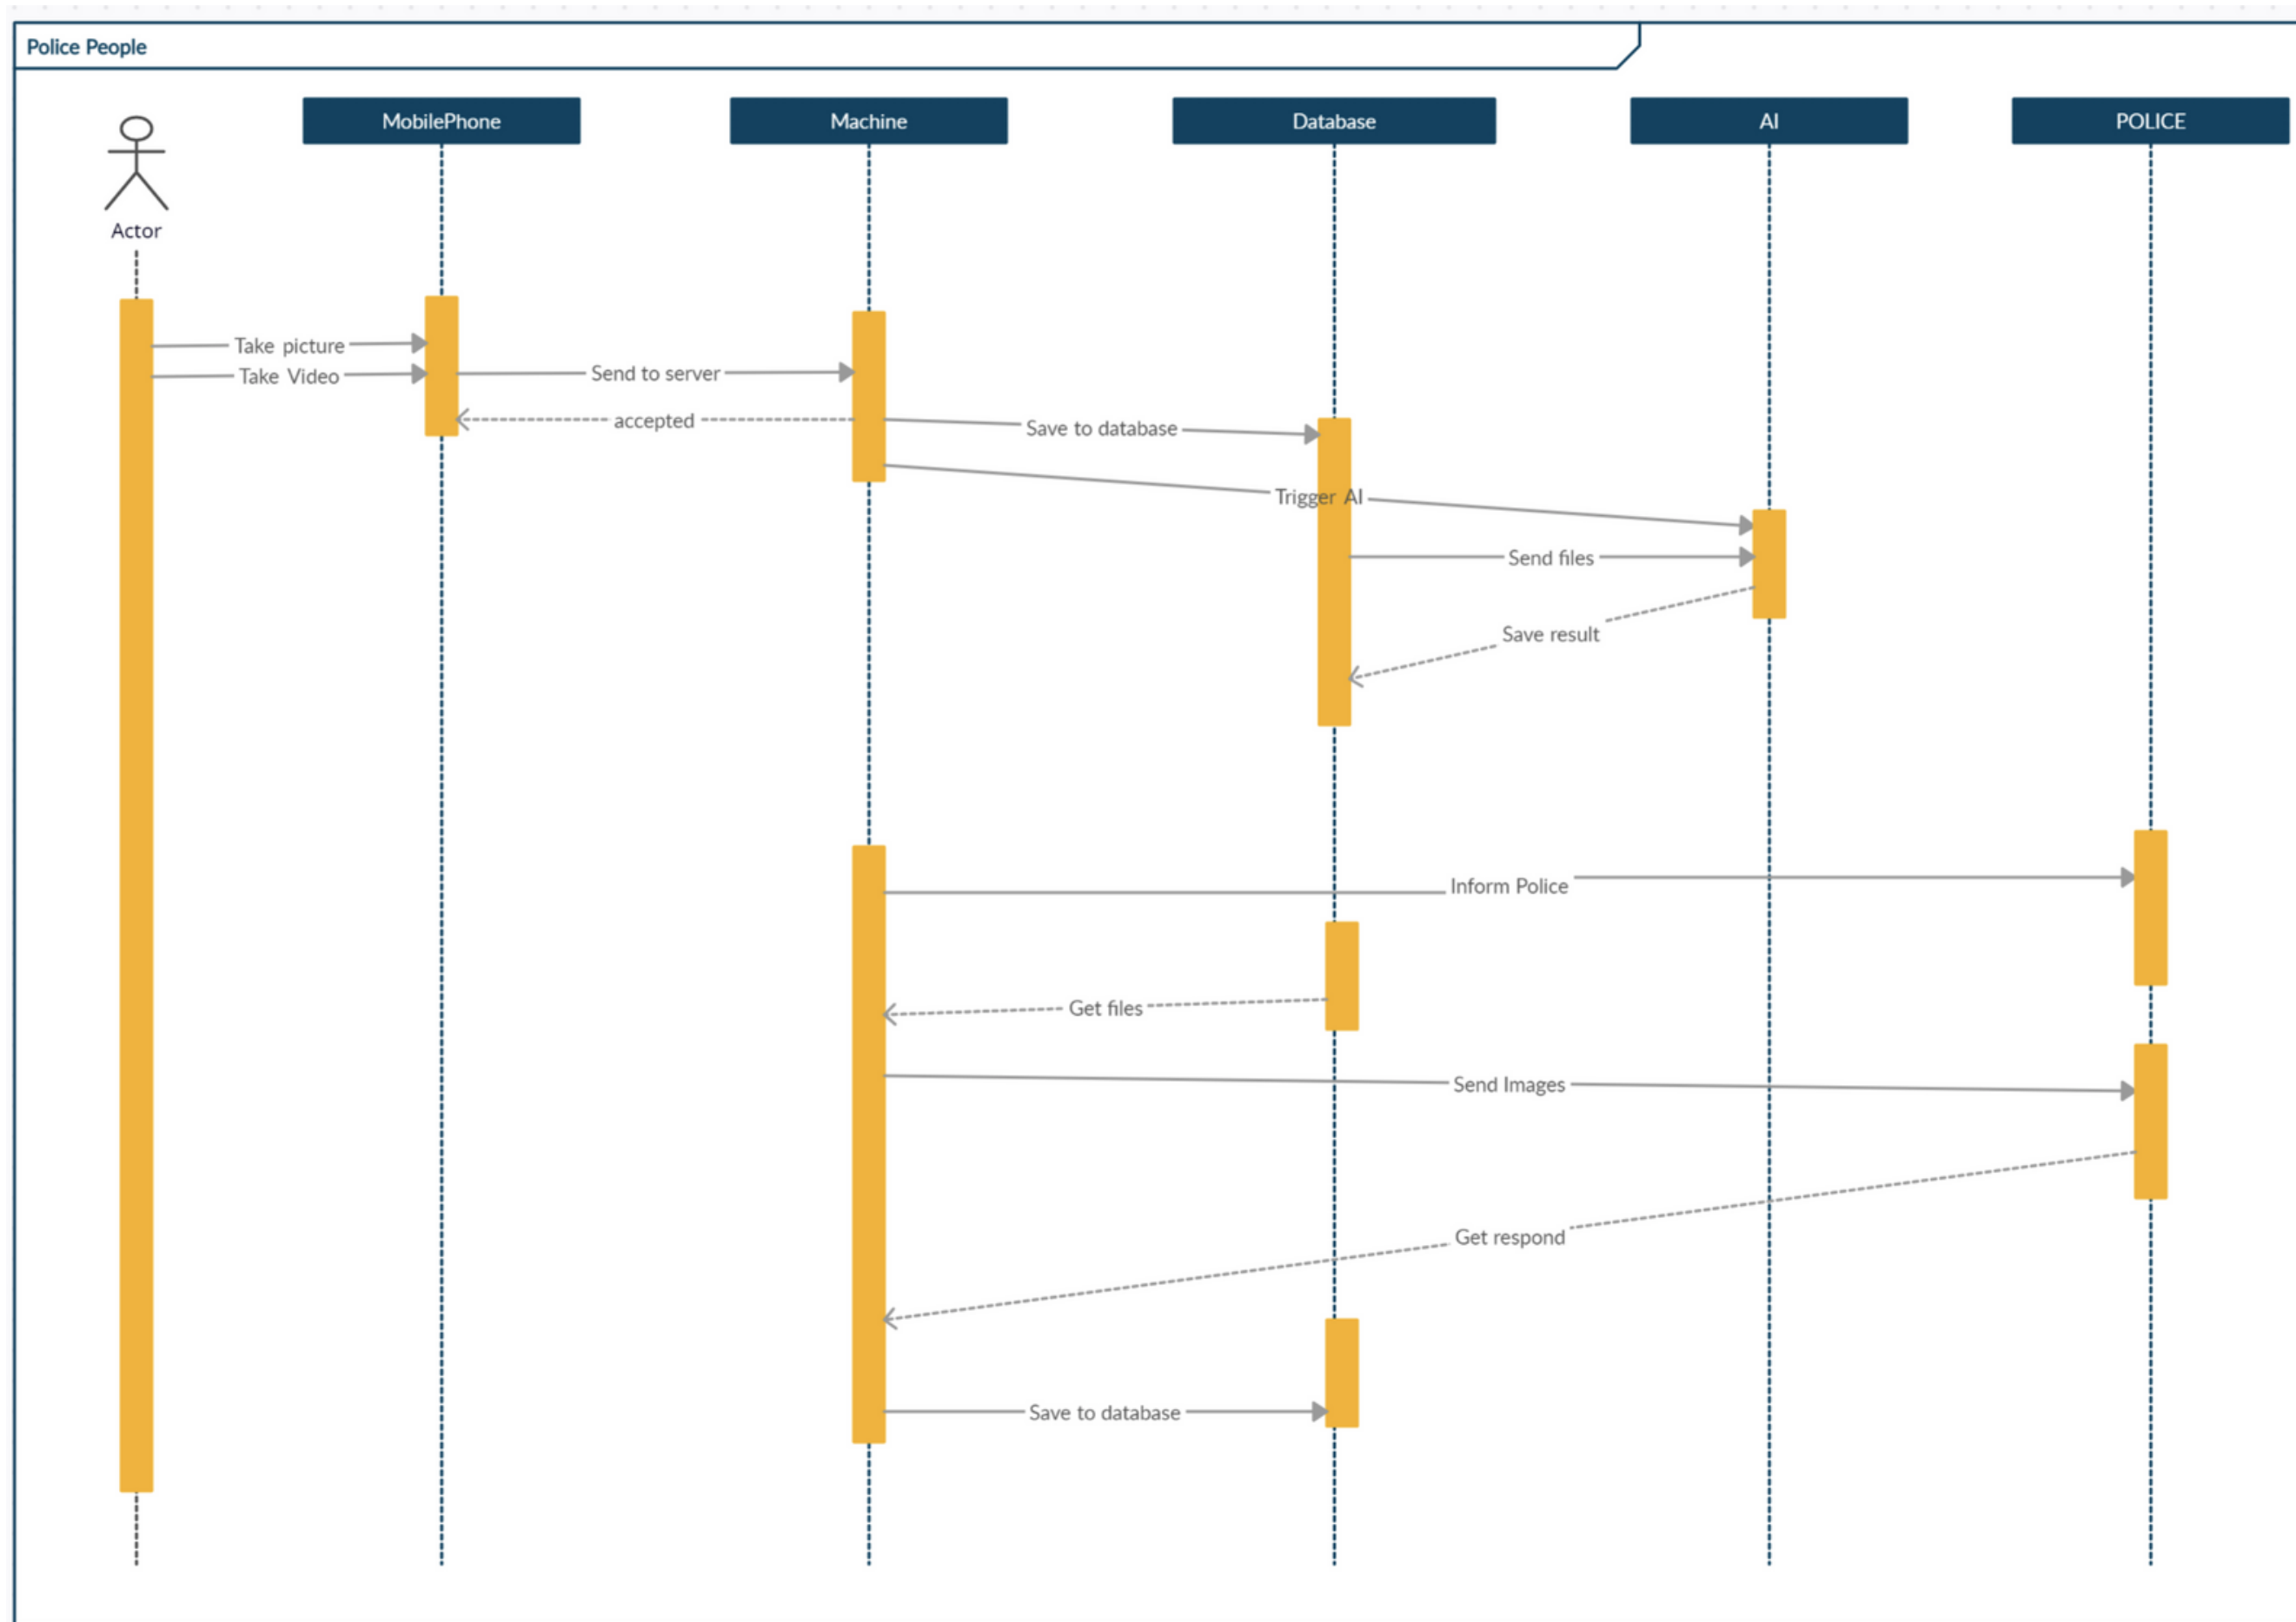 Police People
MobilePhone
Machine
Database
AI
POLICE
Actor
Take picture
Take Video
Send to server
accepted
Save to database
Trigger AI
Send files
Save result
Inform Police
Get files
Send Images
Get respond
Save to database